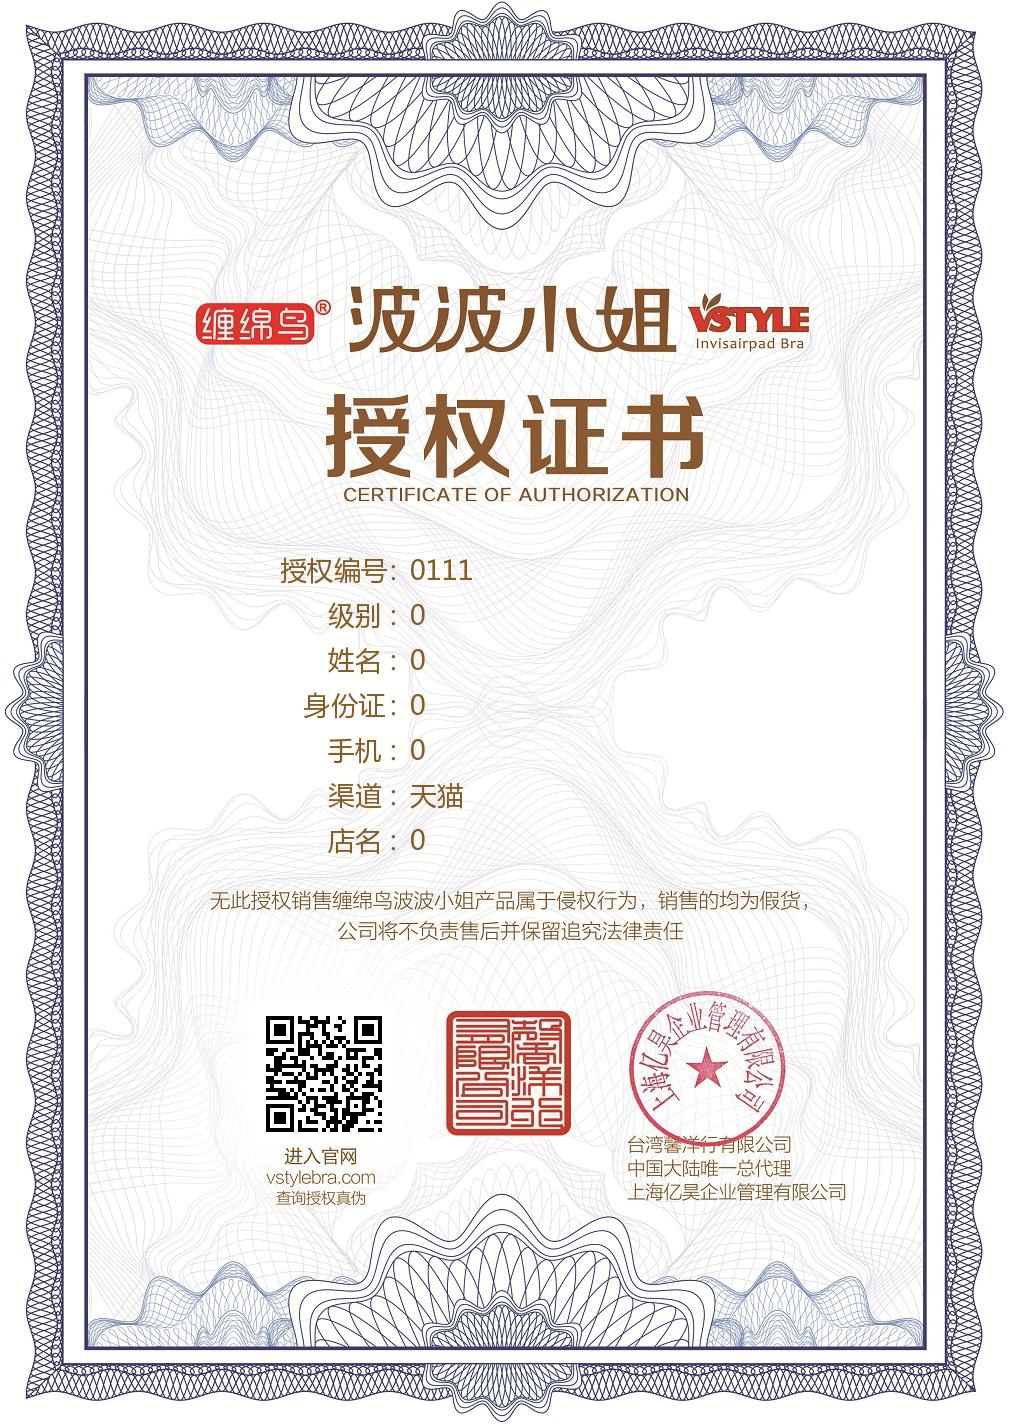 缠绵鸟® 波波小姐 VSTYLE
Invisairpad Bra
授权证书
CERTIFICATE OF AUTHORIZATION
授权编号：0111
级别：0
姓名：0
身份证：0
手机：0
渠道：天猫
店名：0
无此授权销售缠绵鸟波波小姐产品属于侵权行为，销售的均为假货，
公司将不负责售后并保留追究法律责任
上海亿昊企业管理有限公司
进入官网
vstylebra.com
查询授权真伪
台湾馨洋行有限公司
中国大陆唯一总代理
上海亿昊企业管理有限公司